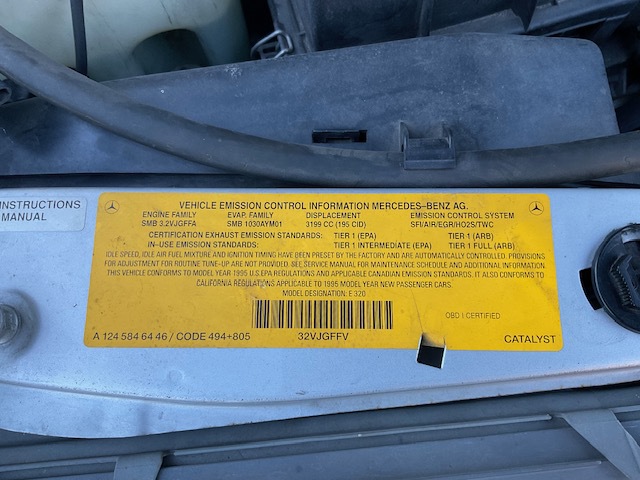 INSTRUCTIONS
MANUAL
VEHICLE EMISSION CONTROL INFORMATION MERCEDES-BENZ AG.
ENGINE FAMILY EVAP. FAMILY DISPLACEMENT EMISSION CONTROL SYSTEM
SMB 3.2VJGFFA SMB 1030AYM01 3199 CC (195 CID) SFI/AIR/EGR/HO2S/TWC
CERTIFICATION EXHAUST EMISSION STANDARDS: TIER 1 (EPA) TIER 1 (ARB)
IN-USE EMISSION STANDARDS: TIER 1 INTERMEDIATE (EPA) TIER 1 FULL (ARB)
IDLE SPEED, IDLE AIR FUEL MIXTURE AND IGNITION TIMING HAVE BEEN PRESET BY THE FACTORY AND ARE AUTOMATICALLY CONTROLLED. PROVISIONS
FOR ADJUSTMENT FOR ROUTINE TUNE-UP ARE NOT PROVIDED. SEE SERVICE MANUAL FOR MAINTENANCE SCHEDULE AND ADDITIONAL INSTRUCTIONS.
THIS VEHICLE CONFORMS TO MODEL YEAR 1995 U.S EPA REGULATIONS AND APPLICABLE CANADIAN EMISSION STANDARDS. IT ALSO CONFORMS TO
CALIFORNIA REGULATIONS APPLICABLE TO 1995 MODEL YEAR NEW PASSENGER CARS.
MODEL DESIGNATION: E 320
OBD I CERTIFIED
A 124 584 64 46 / CODE 494+805 32VJGFFV CATALYST